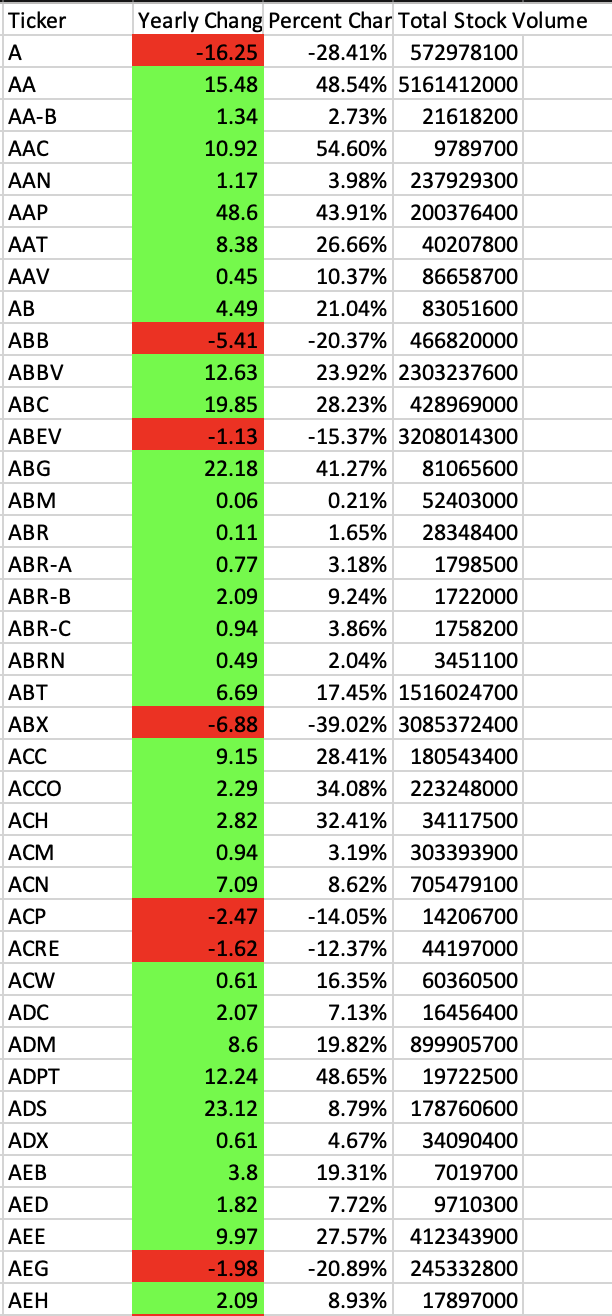 Ticker Yearly Chang Percent Char Total Stock Volume
A -16.25 -28.41% 572978100
AA 15.48 48.54% 5161412000
AA-B 1.34 2.73% 21618200
AAC 10.92 54.60% 9789700
AAN 1.17 3.98% 237929300
AAP 48.6 43.91% 200376400
AAT 8.38 26.66% 40207800
AAV 0.45 10.37% 86658700
AB 4.49 21.04% 83051600
ABB -5.41 -20.37% 466820000
ABBV 12.63 23.92% 2303237600
ABC 19.85 28.23% 428969000
ABEV -1.13 -15.37% 3208014300
ABG 22.18 41.27% 81065600
ABM 0.06 0.21% 52403000
ABR 0.11 1.65% 28348400
ABR-A 0.77 3.18% 1798500
ABR-B 2.09 9.24% 1722000
ABR-C 0.94 3.86% 1758200
ABRN 0.49 2.04% 3451100
ABT 6.69 17.45% 1516024700
ABX -6.88 -39.02% 3085372400
ACC 9.15 28.41% 180543400
ACCO 2.29 34.08% 223248000
ACH 2.82 32.41% 34117500
ACM 0.94 3.19% 303393900
ACN 7.09 8.62% 705479100
ACP -2.47 -14.05% 14206700
ACRE -1.62 -12.37% 44197000
ACW 0.61 16.35% 60360500
ADC 2.07 7.13% 16456400
ADM 8.6 19.82% 899905700
ADPT 12.24 48.65% 19722500
ADS 23.12 8.79% 178760600
ADX 0.61 4.67% 34090400
AEB 3.8 19.31% 7019700
AED 1.82 7.72% 9710300
AEE 9.97 27.57% 412343900
AEG -1.98 -20.89% 245332800
AEH 2.09 8.93% 17897000